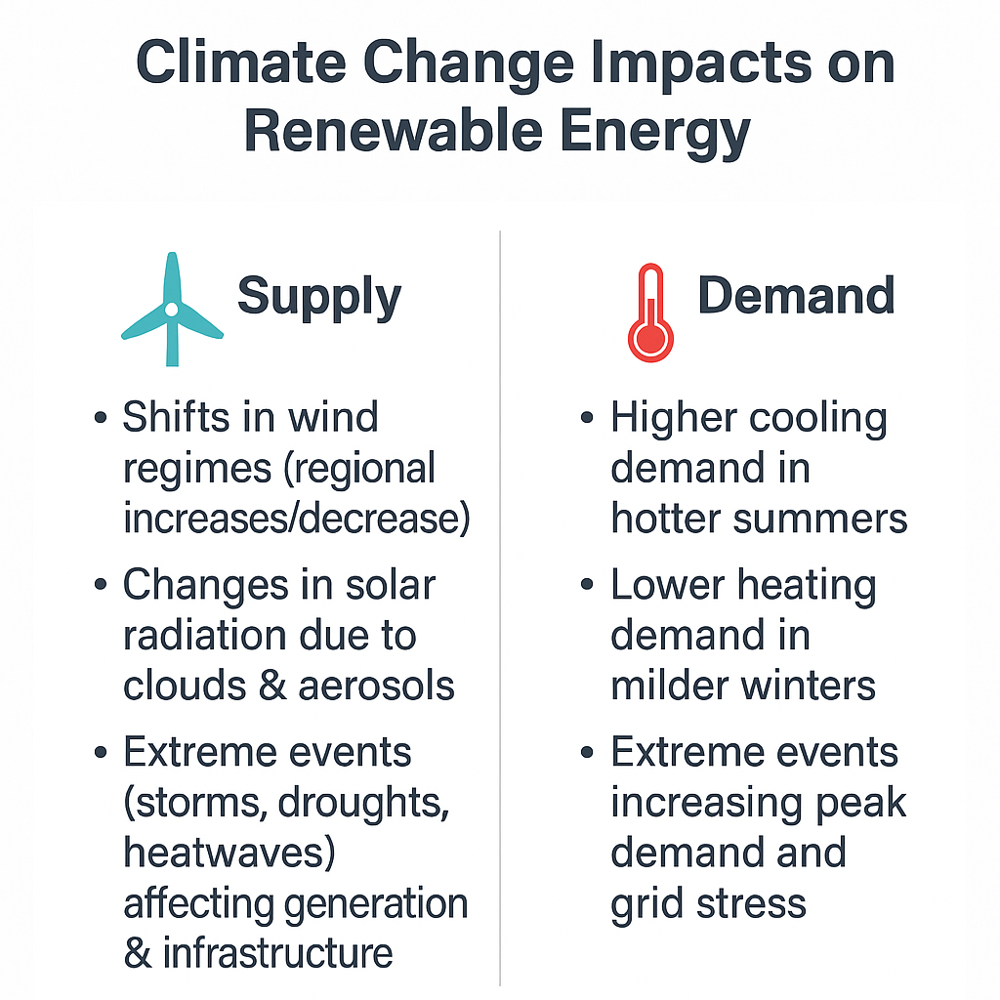 Climate Change Impacts on
Renewable Energy
Supply
• Shifts in wind
regimes (regional
increases/decrease)
• Changes in solar
radiation due to
clouds & aerosols
• Extreme events
(storms, droughts,
heatwaves)
affecting generation
& infrastructure
Demand
• Higher cooling
demand in
hotter summers
• Lower heating
demand in
milder winters
• Extreme events
increasing peak
demand and
grid stress